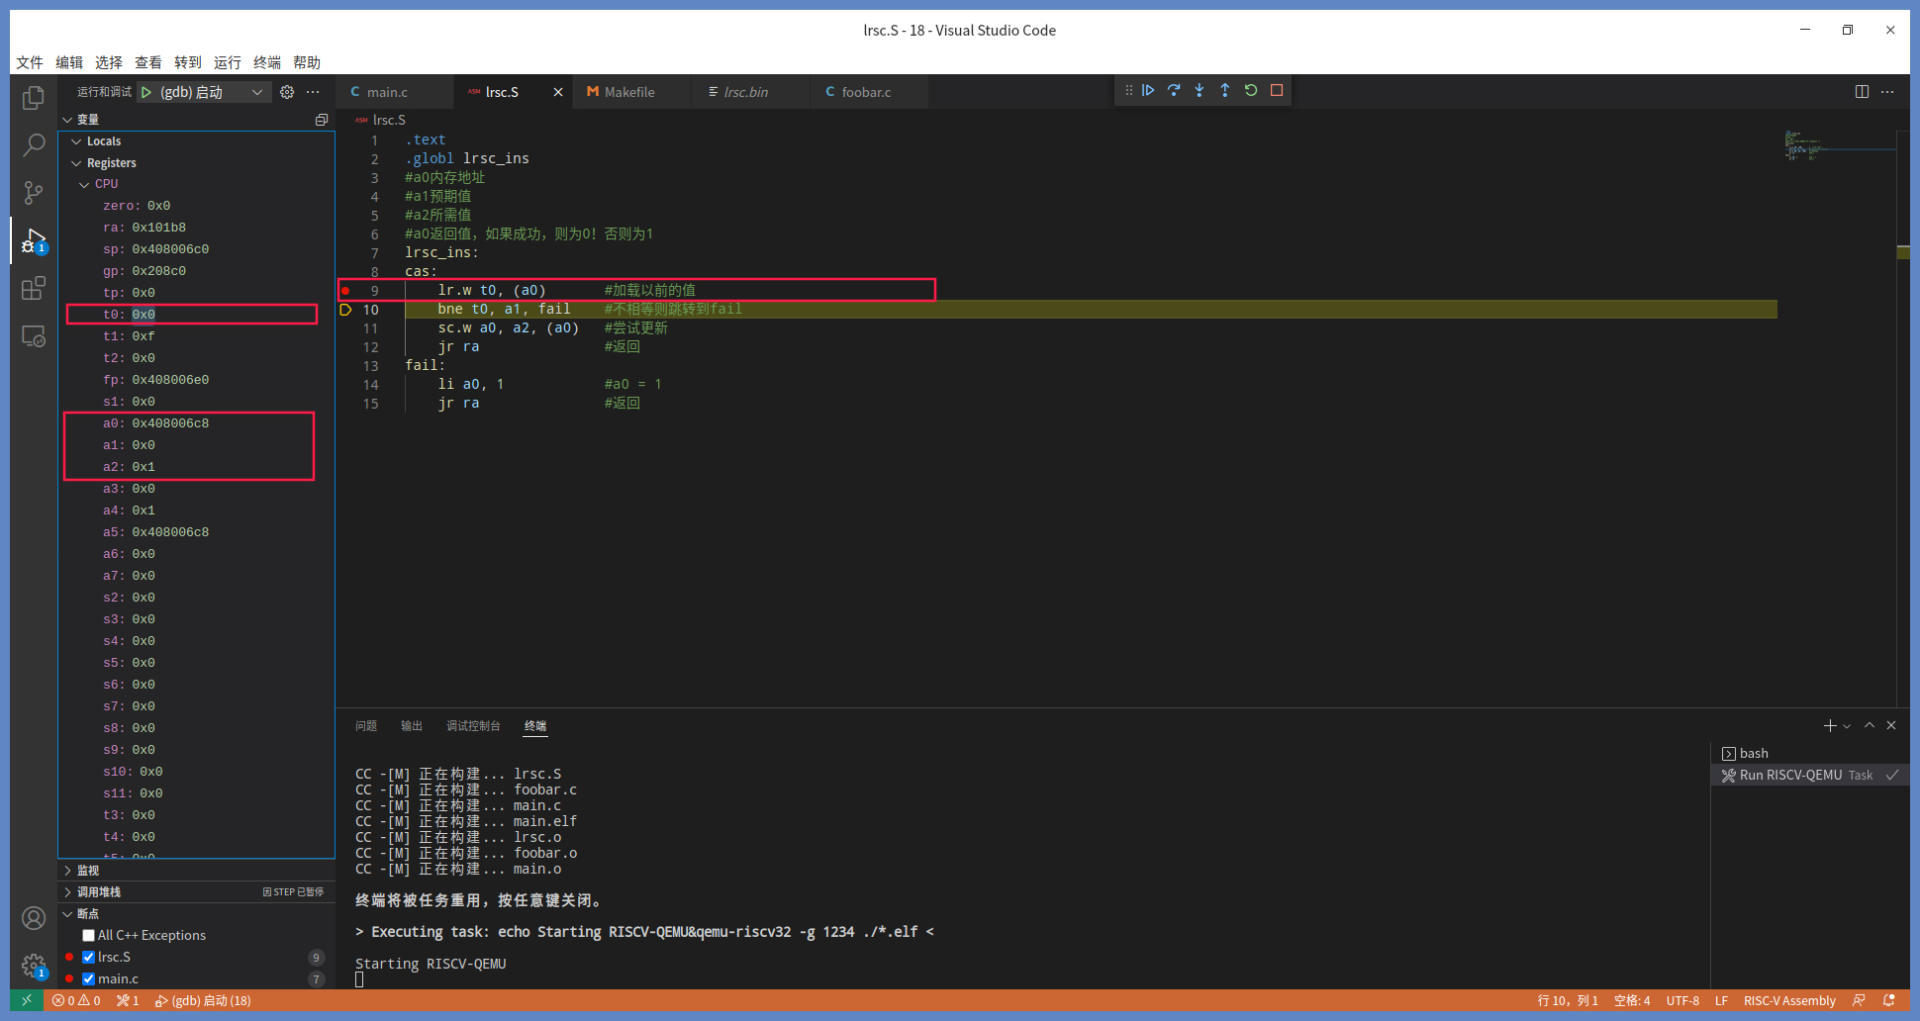 lrsc.S - 18 - Visual Studio Code
文件 编辑 选择 查看 转到 运行 终端 帮助
运行和调试 (gdb) 启动
C main.c ASM lrsc.S M Makefile lrsc.bin C foobar.c
变量
Locals
Registers
CPU
zero: 0x0
ra: 0x101b8
sp: 0x408006c0
gp: 0x208c0
tp: 0x0
t0: 0x0
t1: 0xf
t2: 0x0
fp: 0x408006e0
s1: 0x0
a0: 0x408006c8
a1: 0x0
a2: 0x1
a3: 0x0
a4: 0x1
a5: 0x408006c8
a6: 0x0
a7: 0x0
s2: 0x0
s3: 0x0
s4: 0x0
s5: 0x0
s6: 0x0
s7: 0x0
s8: 0x0
s9: 0x0
s10: 0x0
s11: 0x0
t3: 0x0
t4: 0x0
t5: 0x0
监视
调用堆栈 因 STEP 已暂停
断点
All C++ Exceptions
lrsc.S 9
main.c 7
ASM lrsc.S
1 .text
2 .globl lrsc_ins
3 #a0内存地址
4 #a1预期值
5 #a2所需值
6 #a0返回值，如果成功，则为0！否则为1
7 lrsc_ins:
8 cas:
9 lr.w t0, (a0) #加载以前的值
10 bne t0, a1, fail #不相等则跳转到fail
11 sc.w a0, a2, (a0) #尝试更新
12 jr ra #返回
13 fail:
14 li a0, 1 #a0 = 1
15 jr ra #返回
问题 输出 调试控制台 终端
CC -[M] 正在构建... lrsc.S
CC -[M] 正在构建... foobar.c
CC -[M] 正在构建... main.c
CC -[M] 正在构建... main.elf
CC -[M] 正在构建... lrsc.o
CC -[M] 正在构建... foobar.o
CC -[M] 正在构建... main.o
终端将被任务重用，按任意键关闭。
> Executing task: echo Starting RISCV-QEMU&qemu-riscv32 -g 1234 ./*.elf <
Starting RISCV-QEMU
bash
Run RISCV-QEMU Task
1
1
0 0 1 (gdb) 启动 (18)
行 10，列 1 空格: 4 UTF-8 LF RISC-V Assembly